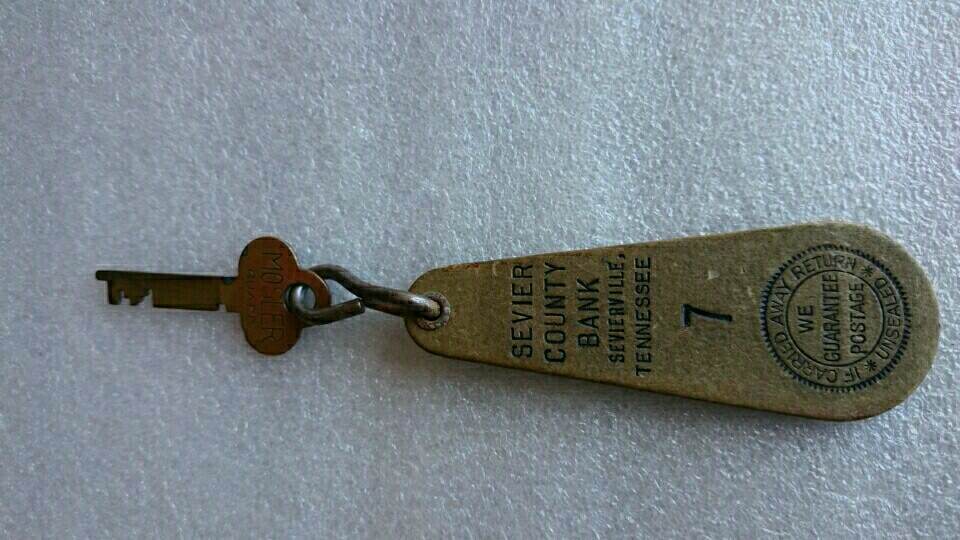 MOSLER
SEVIER
COUNTY
BANK
SEVIERVILLE,
TENNESSEE
7
IF CARRIED AWAY RETURN * UNSEALED *
WE
GUARANTEE
POSTAGE